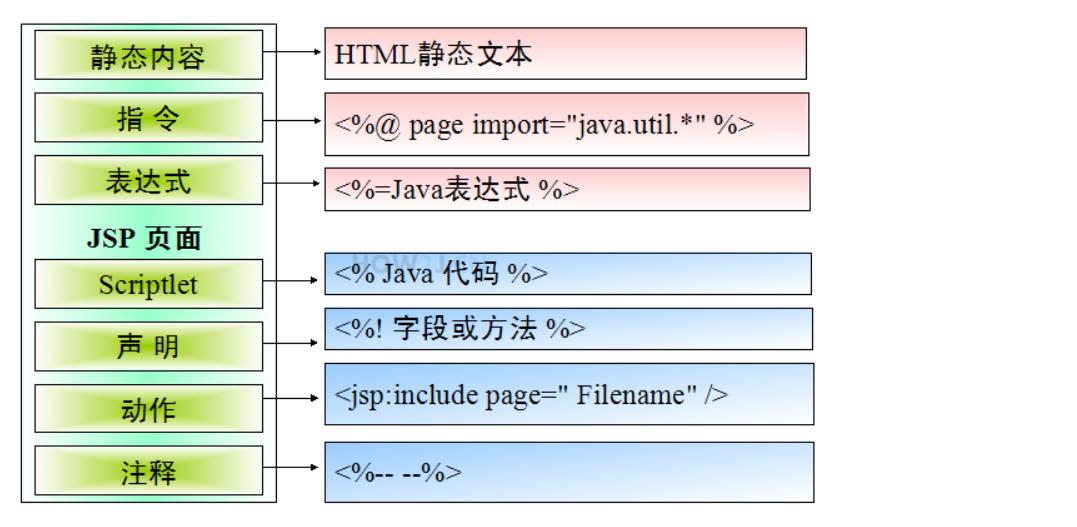 静态内容
HTML静态文本
指 令
<%@ page import="java.util.*" %>
表达式
<%=Java表达式 %>
JSP 页面
Scriptlet
<% Java 代码 %>
声 明
<%! 字段或方法 %>
动作
<jsp:include page=" Filename" />
注释
<%-- --%>